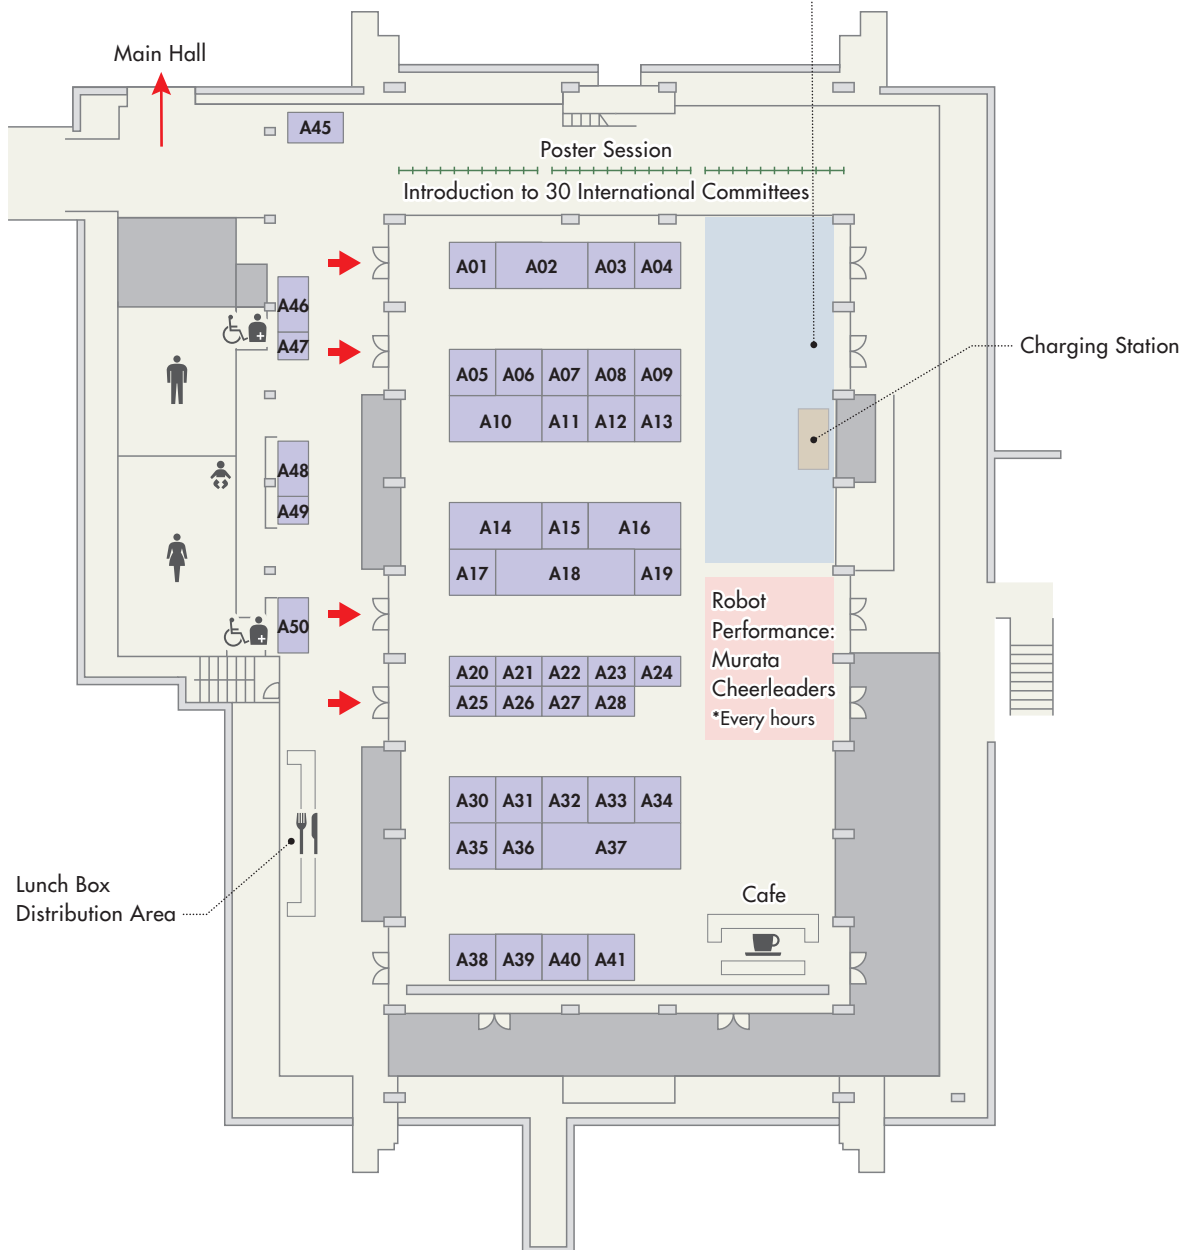 Main Hall
A45
Poster Session
Introduction to 30 International Committees
A01 A02 A03 A04
A46
A47
Charging Station
A05 A06 A07 A08 A09
A10 A11 A12 A13
A48
A49
A14 A15 A16
A17 A18 A19
A50
Robot
Performance:
Murata
Cheerleaders
*Every hours
A20 A21 A22 A23 A24
A25 A26 A27 A28
A30 A31 A32 A33 A34
A35 A36 A37
Lunch Box
Distribution Area
Cafe
A38 A39 A40 A41